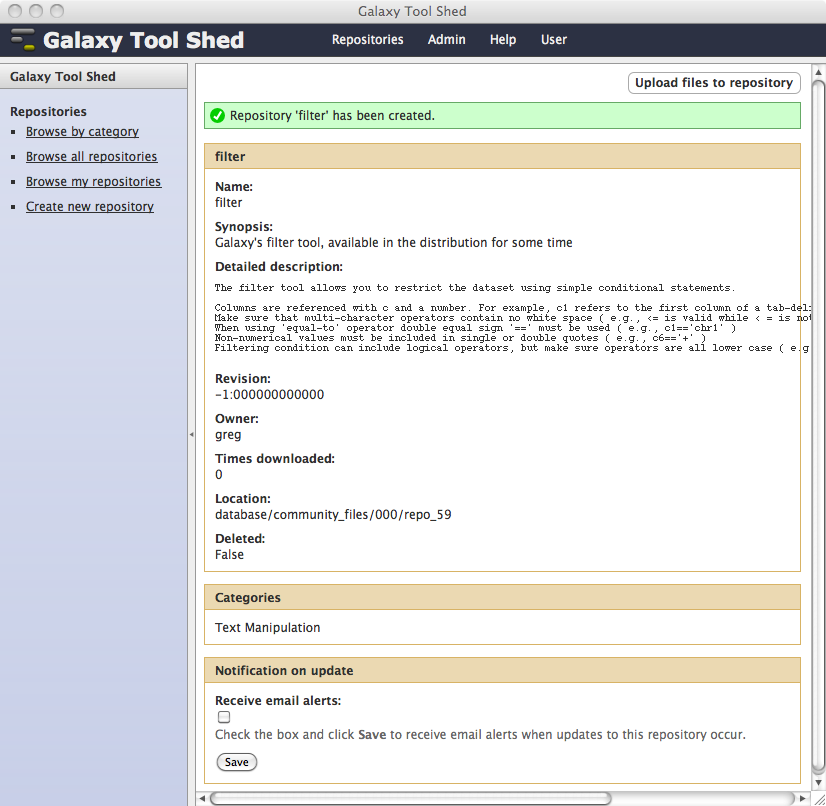 Galaxy Tool Shed
Galaxy Tool Shed
Repositories Admin Help User
Galaxy Tool Shed
Repositories
Browse by category
Browse all repositories
Browse my repositories
Create new repository
Upload files to repository
Repository 'filter' has been created.
filter
Name:
filter
Synopsis:
Galaxy's filter tool, available in the distribution for some time
Detailed description:
The filter tool allows you to restrict the dataset using simple conditional statements.
Columns are referenced with c and a number. For example, c1 refers to the first column of a tab-deli
Make sure that multi-character operators contain no white space ( e.g., <= is valid while < = is not
When using 'equal-to' operator double equal sign '==' must be used ( e.g., c1=='chr1' )
Non-numerical values must be included in single or double quotes ( e.g., c6=='+' )
Filtering condition can include logical operators, but make sure operators are all lower case ( e.g
Revision:
-1:000000000000
Owner:
greg
Times downloaded:
0
Location:
database/community_files/000/repo_59
Deleted:
False
Categories
Text Manipulation
Notification on update
Receive email alerts:
Check the box and click Save to receive email alerts when updates to this repository occur.
Save